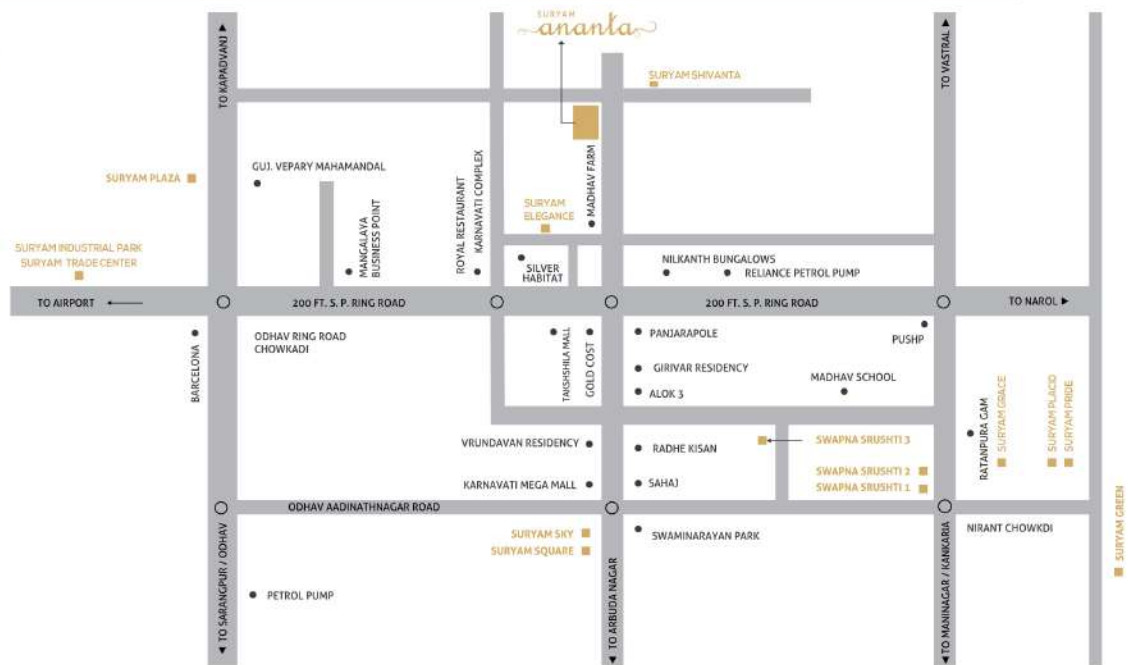 SURYAM
ananta
TO KAPADVANJ
TO VASTRAL
SURYAM SHIVANTA
GUJ. VEPARY MAHAMANDAL
SURYAM PLAZA
MANGALAYA
BUSINESS POINT
ROYAL RESTAURANT
KARNAVATI COMPLEX
SURYAM
ELEGANCE
MADHAV FARM
SURYAM INDUSTRIAL PARK
SURYAM TRADE CENTER
SILVER
HABITAT
NILKANTH BUNGALOWS
RELIANCE PETROL PUMP
TO AIRPORT
200 FT. S. P. RING ROAD
200 FT. S. P. RING ROAD
TO NAROL
BARCELONA
ODHAV RING ROAD
CHOWKADI
TAKSHSHILA MALL
GOLD COST
PANJARAPOLE
PUSHP
GIRIVAR RESIDENCY
MADHAV SCHOOL
ALOK 3
RATANPURA GAM
SURYAM GRACE
SURYAM PLACID
SURYAM PRIDE
VRUNDAVAN RESIDENCY
RADHE KISAN
SWAPNA SRUSHTI 3
KARNAVATI MEGA MALL
SAHAJ
SWAPNA SRUSHTI 2
SWAPNA SRUSHTI 1
ODHAV AADINATHNAGAR ROAD
SURYAM SKY
SURYAM SQUARE
SWAMINARAYAN PARK
NIRANT CHOWKDI
SURYAM GREEN
TO SARANGPUR / ODHAV
PETROL PUMP
TO ARBUDA NAGAR
TO MANINAGAR / KANKARIA